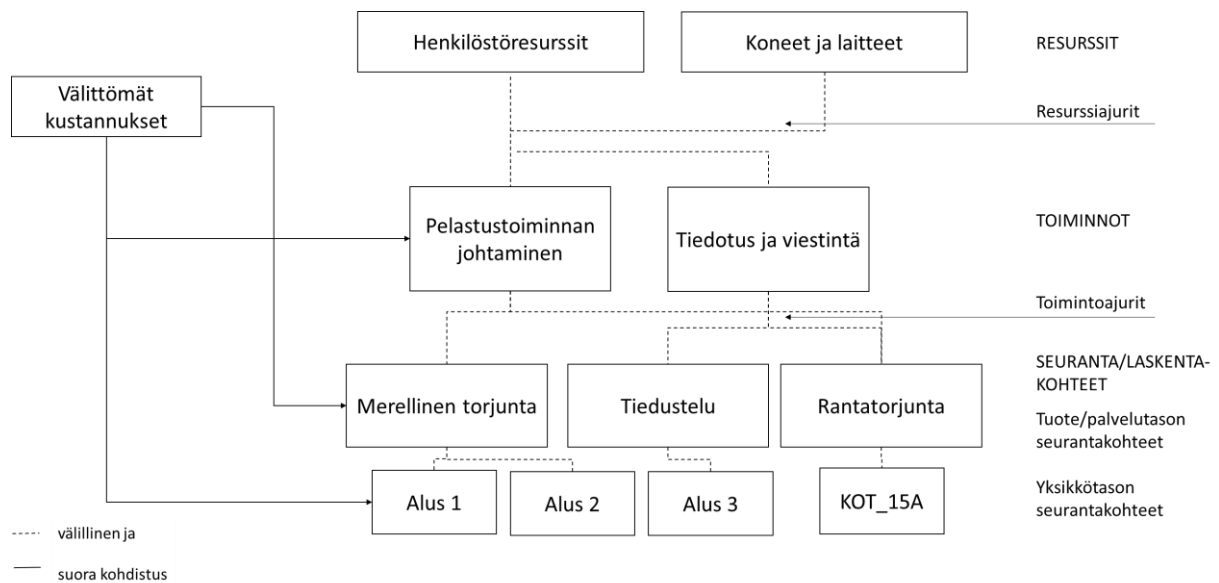 Henkilöstöresurssit
Koneet ja laitteet
RESURSSIT
Välittömät
kustannukset
Resurssiajurit
Pelastustoiminnan
johtaminen
Tiedotus ja viestintä
TOIMINNOT
Toimintoajurit
Merellinen torjunta
Tiedustelu
Rantatorjunta
SEURANTA/LASKENTA-
KOHTEET
Tuote/palvelutason
seurantakohteet
Alus 1
Alus 2
Alus 3
KOT_15A
Yksikkötason
seurantakohteet
välillinen ja
suora kohdistus